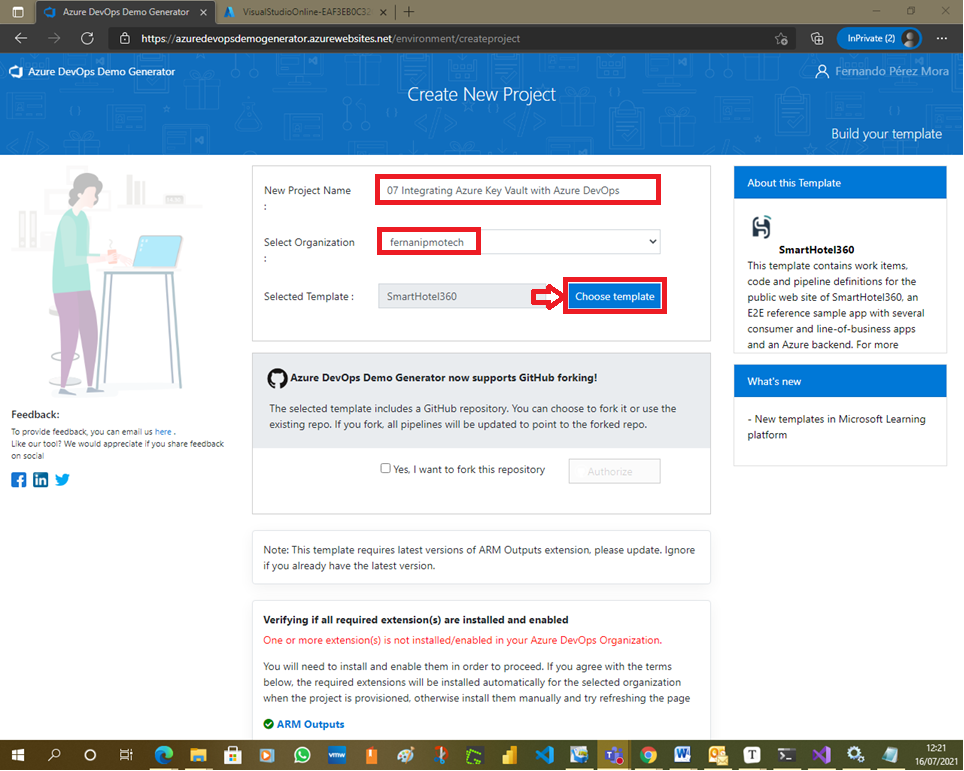 Azure DevOps Demo Generator
VisualStudioOnline-EAF3EB0C32
https://azuredevopsdemogenerator.azurewebsites.net/environment/createproject
InPrivate (2)
Azure DevOps Demo Generator
Fernando Pérez Mora
Create New Project
Build your template
New Project Name
:
07 Integrating Azure Key Vault with Azure DevOps
Select Organization
:
fernanipmotech
Selected Template :
SmartHotel360
Choose template
About this Template
SmartHotel360
This template contains work items,
code and pipeline definitions for the
public web site of SmartHotel360, an
E2E reference sample app with several
consumer and line-of-business apps
and an Azure backend. For more
What's new
- New templates in Microsoft Learning
platform
Azure DevOps Demo Generator now supports GitHub forking!
The selected template includes a GitHub repository. You can choose to fork it or use the
existing repo. If you fork, all pipelines will be updated to point to the forked repo.
Yes, I want to fork this repository
Authorize
Feedback:
To provide feedback, you can email us here .
Like our tool? We would appreciate if you share feedback
on social
Note: This template requires latest versions of ARM Outputs extension, please update. Ignore
if you already have the latest version.
Verifying if all required extension(s) are installed and enabled
One or more extension(s) is not installed/enabled in your Azure DevOps Organization.
You will need to install and enable them in order to proceed. If you agree with the terms
below, the required extensions will be installed automatically for the selected organization
when the project is provisioned, otherwise install them manually and try refreshing the page
ARM Outputs
12:21
16/07/2021